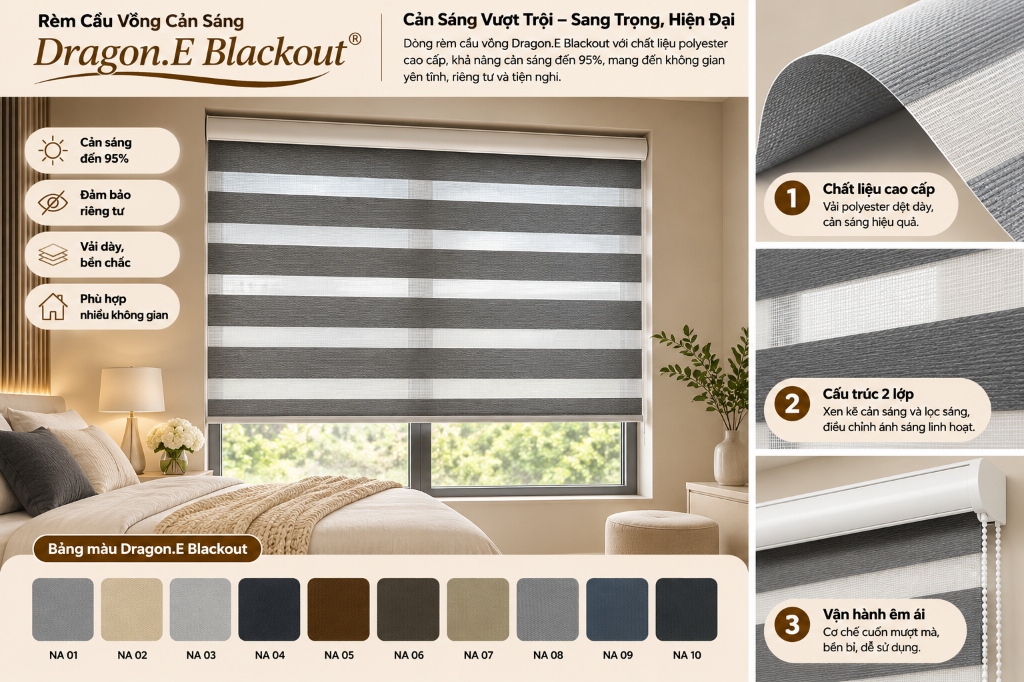 Rèm Cầu Vồng Cản Sáng
Dragon.E Blackout®
Cản Sáng Vượt Trội – Sang Trọng, Hiện Đại
Dòng rèm cầu vồng Dragon.E Blackout với chất liệu polyester
cao cấp, khả năng cản sáng đến 95%, mang đến không gian
yên tĩnh, riêng tư và tiện nghi.
Cản sáng
đến 95%
Đảm bảo
riêng tư
Vải dày,
bền chắc
Phù hợp
nhiều không gian
1
Chất liệu cao cấp
Vải polyester dệt dày,
cản sáng hiệu quả.
2
Cấu trúc 2 lớp
Xen kẽ cản sáng và lọc sáng,
điều chỉnh ánh sáng linh hoạt.
3
Vận hành êm ái
Cơ chế cuốn mượt mà,
bền bỉ, dễ sử dụng.
Bảng màu Dragon.E Blackout
NA 01 NA 02 NA 03 NA 04 NA 05 NA 06 NA 07 NA 08 NA 09 NA 10